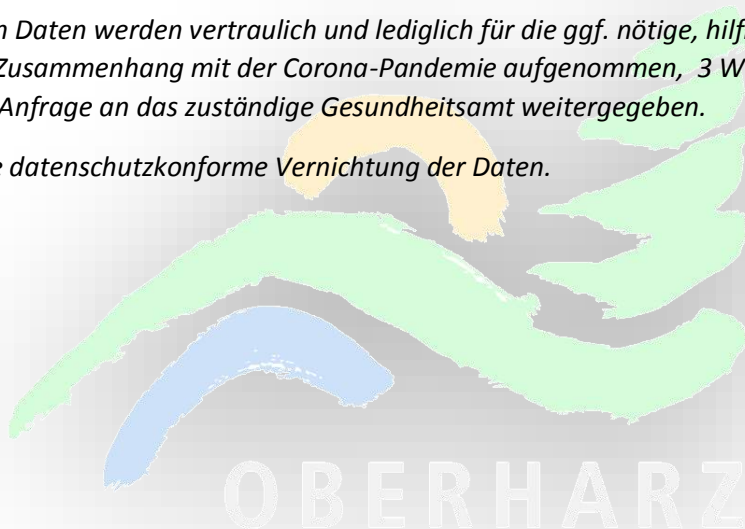 n Daten werden vertraulich und lediglich für die ggf. nötige, hilf
Zusammenhang mit der Corona-Pandemie aufgenommen, 3 W
Anfrage an das zuständige Gesundheitsamt weitergegeben.
e datenschutzkonforme Vernichtung der Daten.
OBERHARZ